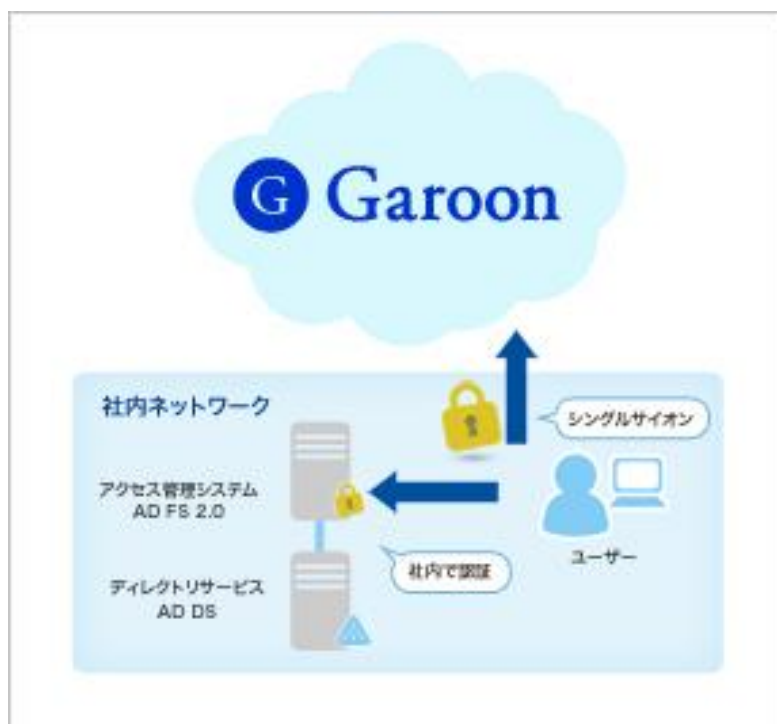 G Garoon
社内ネットワーク
シングルサイオン
アクセス管理システム
AD FS 2.0
ユーザー
社内で認証
ディレクトリサービス
AD DS